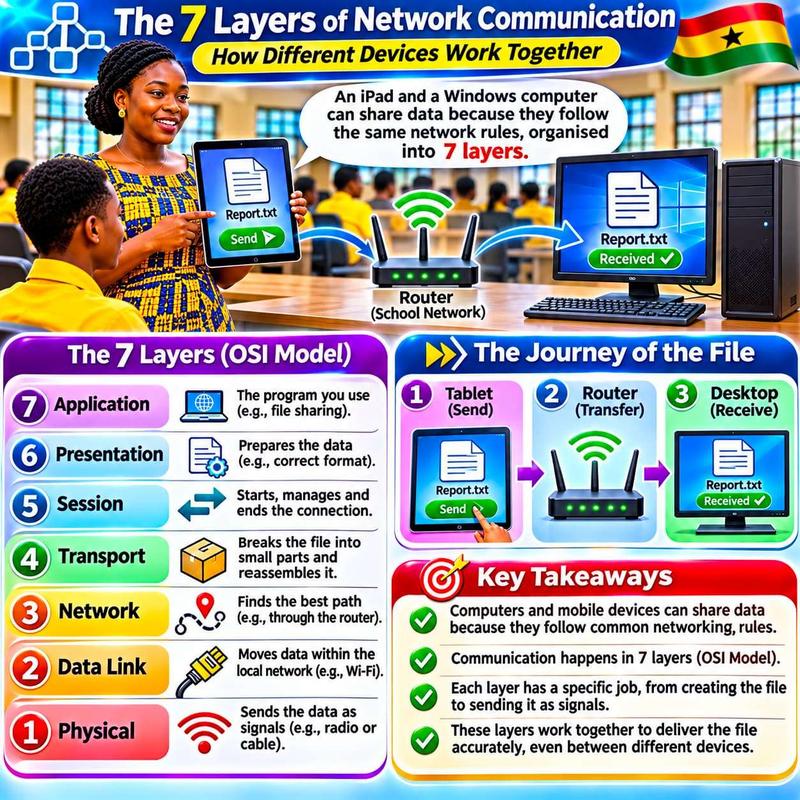 The 7 Layers of Network Communication
How Different Devices Work Together
An iPad and a Windows computer
can share data because they follow
the same network rules, organised
into 7 layers.
Report.txt
Send
Router
(School Network)
Report.txt
Received
The 7 Layers (OSI Model)
7 Application
The program you use
(e.g., file sharing).
6 Presentation
Prepares the data
(e.g., correct format).
5 Session
Starts, manages and
ends the connection.
4 Transport
Breaks the file into
small parts and
reassembles it.
3 Network
Finds the best path
(e.g., through the router).
2 Data Link
Moves data within the
local network (e.g., Wi-Fi).
1 Physical
Sends the data as
signals (e.g., radio or
cable).
The Journey of the File
1 Tablet
(Send)
Report.txt
Send
2 Router
(Transfer)
3 Desktop
(Receive)
Report.txt
Received
Key Takeaways
Computers and mobile devices can share data
because they follow common networking, rules.
Communication happens in 7 layers (OSI Model).
Each layer has a specific job, from creating the file
to sending it as signals.
These layers work together to deliver the file
accurately, even between different devices.